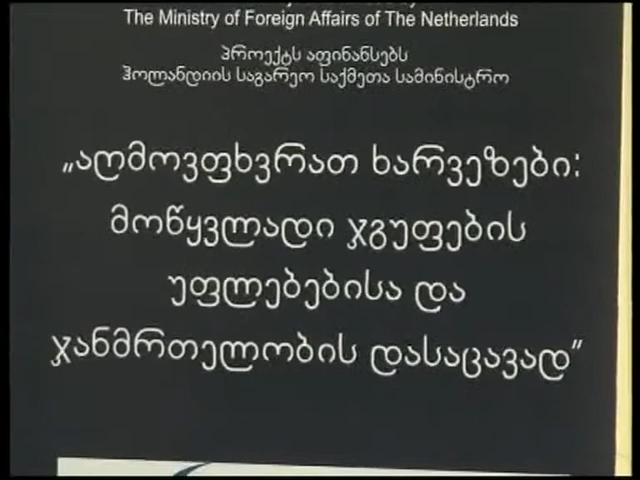 The Ministry of Foreign Affairs of The Netherlands
პროექტს აფინანსებს
ჰოლანდიის საგარეო საქმეთა სამინისტრო
„აღმოვფხვრათ ხარვეზები:
მოწყვლადი ჯგუფების
უფლებებისა და
ჯანმრთელობის დასაცავად”